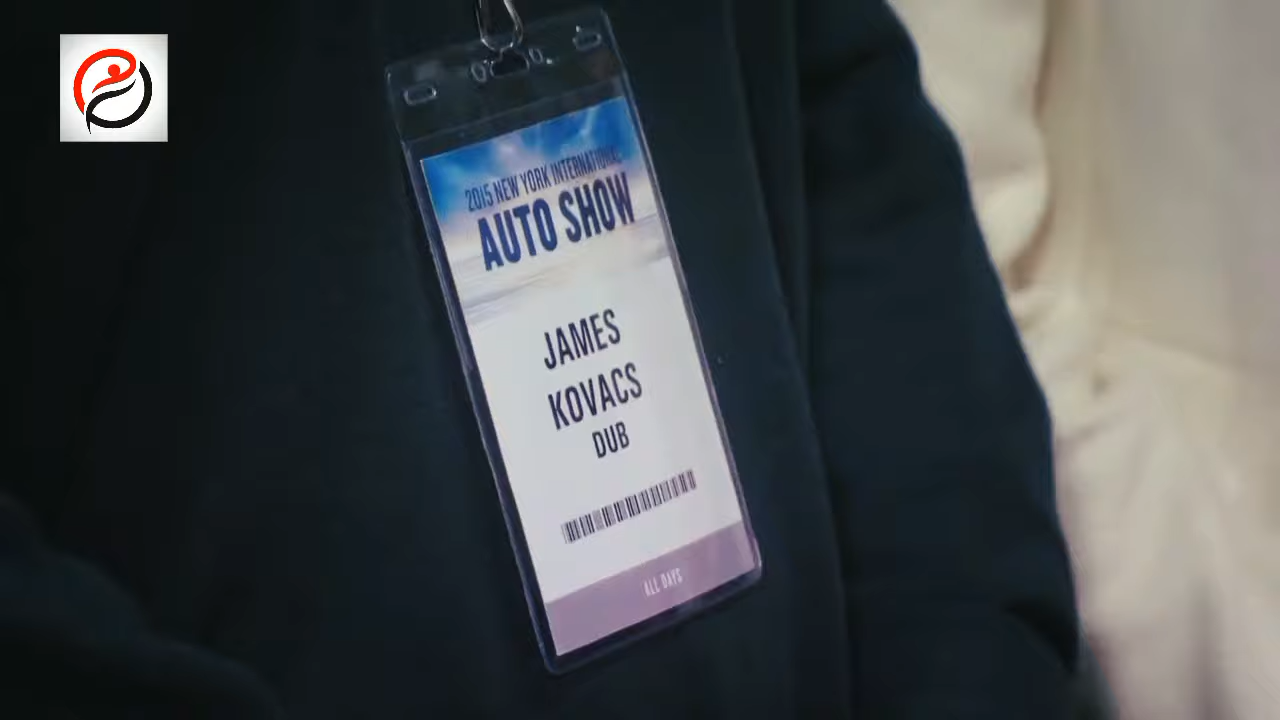 2015 NEW YORK INTERNATIONAL
AUTO SHOW
JAMES
KOVACS
DUB
ALL DAYS